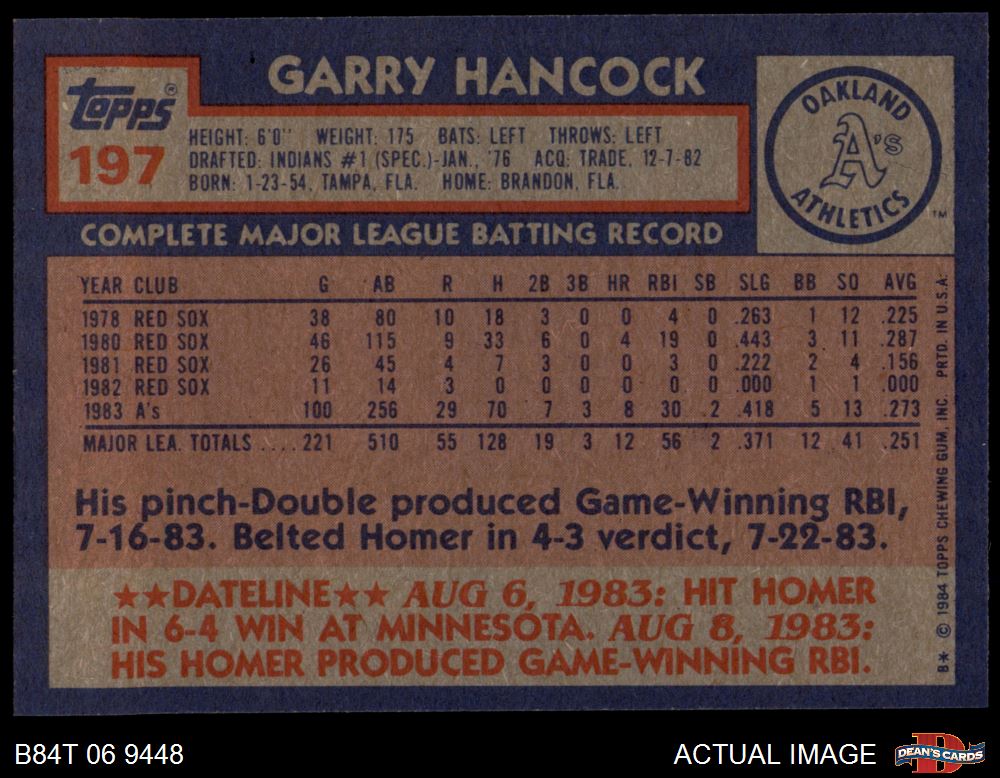 GARRY HANCOCK
topps®
197
HEIGHT: 6'0" WEIGHT: 175 BATS: LEFT THROWS: LEFT
DRAFTED: INDIANS #1 (SPEC.)-JAN., '76 ACQ: TRADE, 12-7-82
BORN: 1-23-54, TAMPA, FLA. HOME: BRANDON, FLA.
OAKLAND
A's
ATHLETICS
TM
COMPLETE MAJOR LEAGUE BATTING RECORD
YEAR CLUB G AB R H 2B 3B HR RBI SB SLG BB SO AVG
1978 RED SOX 38 80 10 18 3 0 0 4 0 .263 1 12 .225
1980 RED SOX 46 115 9 33 6 0 4 19 0 .443 3 11 .287
1981 RED SOX 26 45 4 7 3 0 0 3 0 .222 2 4 .156
1982 RED SOX 11 14 3 0 0 0 0 0 0 .000 1 1 .000
1983 A's 100 256 29 70 7 3 8 30 2 .418 5 13 .273
MAJOR LEA. TOTALS .... 221 510 55 128 19 3 12 56 2 .371 12 41 .251
His pinch-Double produced Game-Winning RBI,
7-16-83. Belted Homer in 4-3 verdict, 7-22-83.
★★DATELINE★★ AUG 6, 1983: HIT HOMER
IN 6-4 WIN AT MINNESOTA. AUG 8, 1983:
HIS HOMER PRODUCED GAME-WINNING RBI.
B* © 1984 TOPPS CHEWING GUM, INC. PRTD. IN U.S.A.
B84T 06 9448
ACTUAL IMAGE
DEAN'S CARDS